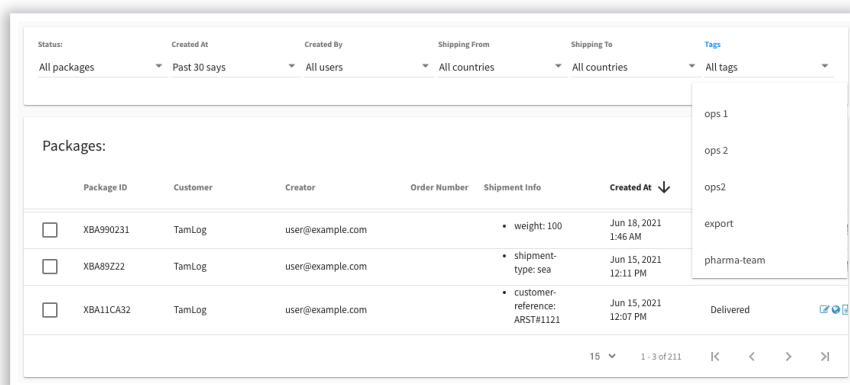 Status: Created At Created By Shipping From Shipping To Tags
All packages Past 30 says All users All countries All countries All tags
ops 1
ops 2
ops2
export
pharma-team
Packages:
Package ID Customer Creator Order Number Shipment Info Created At
XBA990231 TamLog user@example.com weight: 100 Jun 18, 2021
1:46 AM
XBA89Z22 TamLog user@example.com shipment-
type: sea Jun 15, 2021
12:11 PM
XBA11CA32 TamLog user@example.com customer-
reference:
ARST#1121 Jun 15, 2021
12:07 PM Delivered
15 1 - 3 of 211